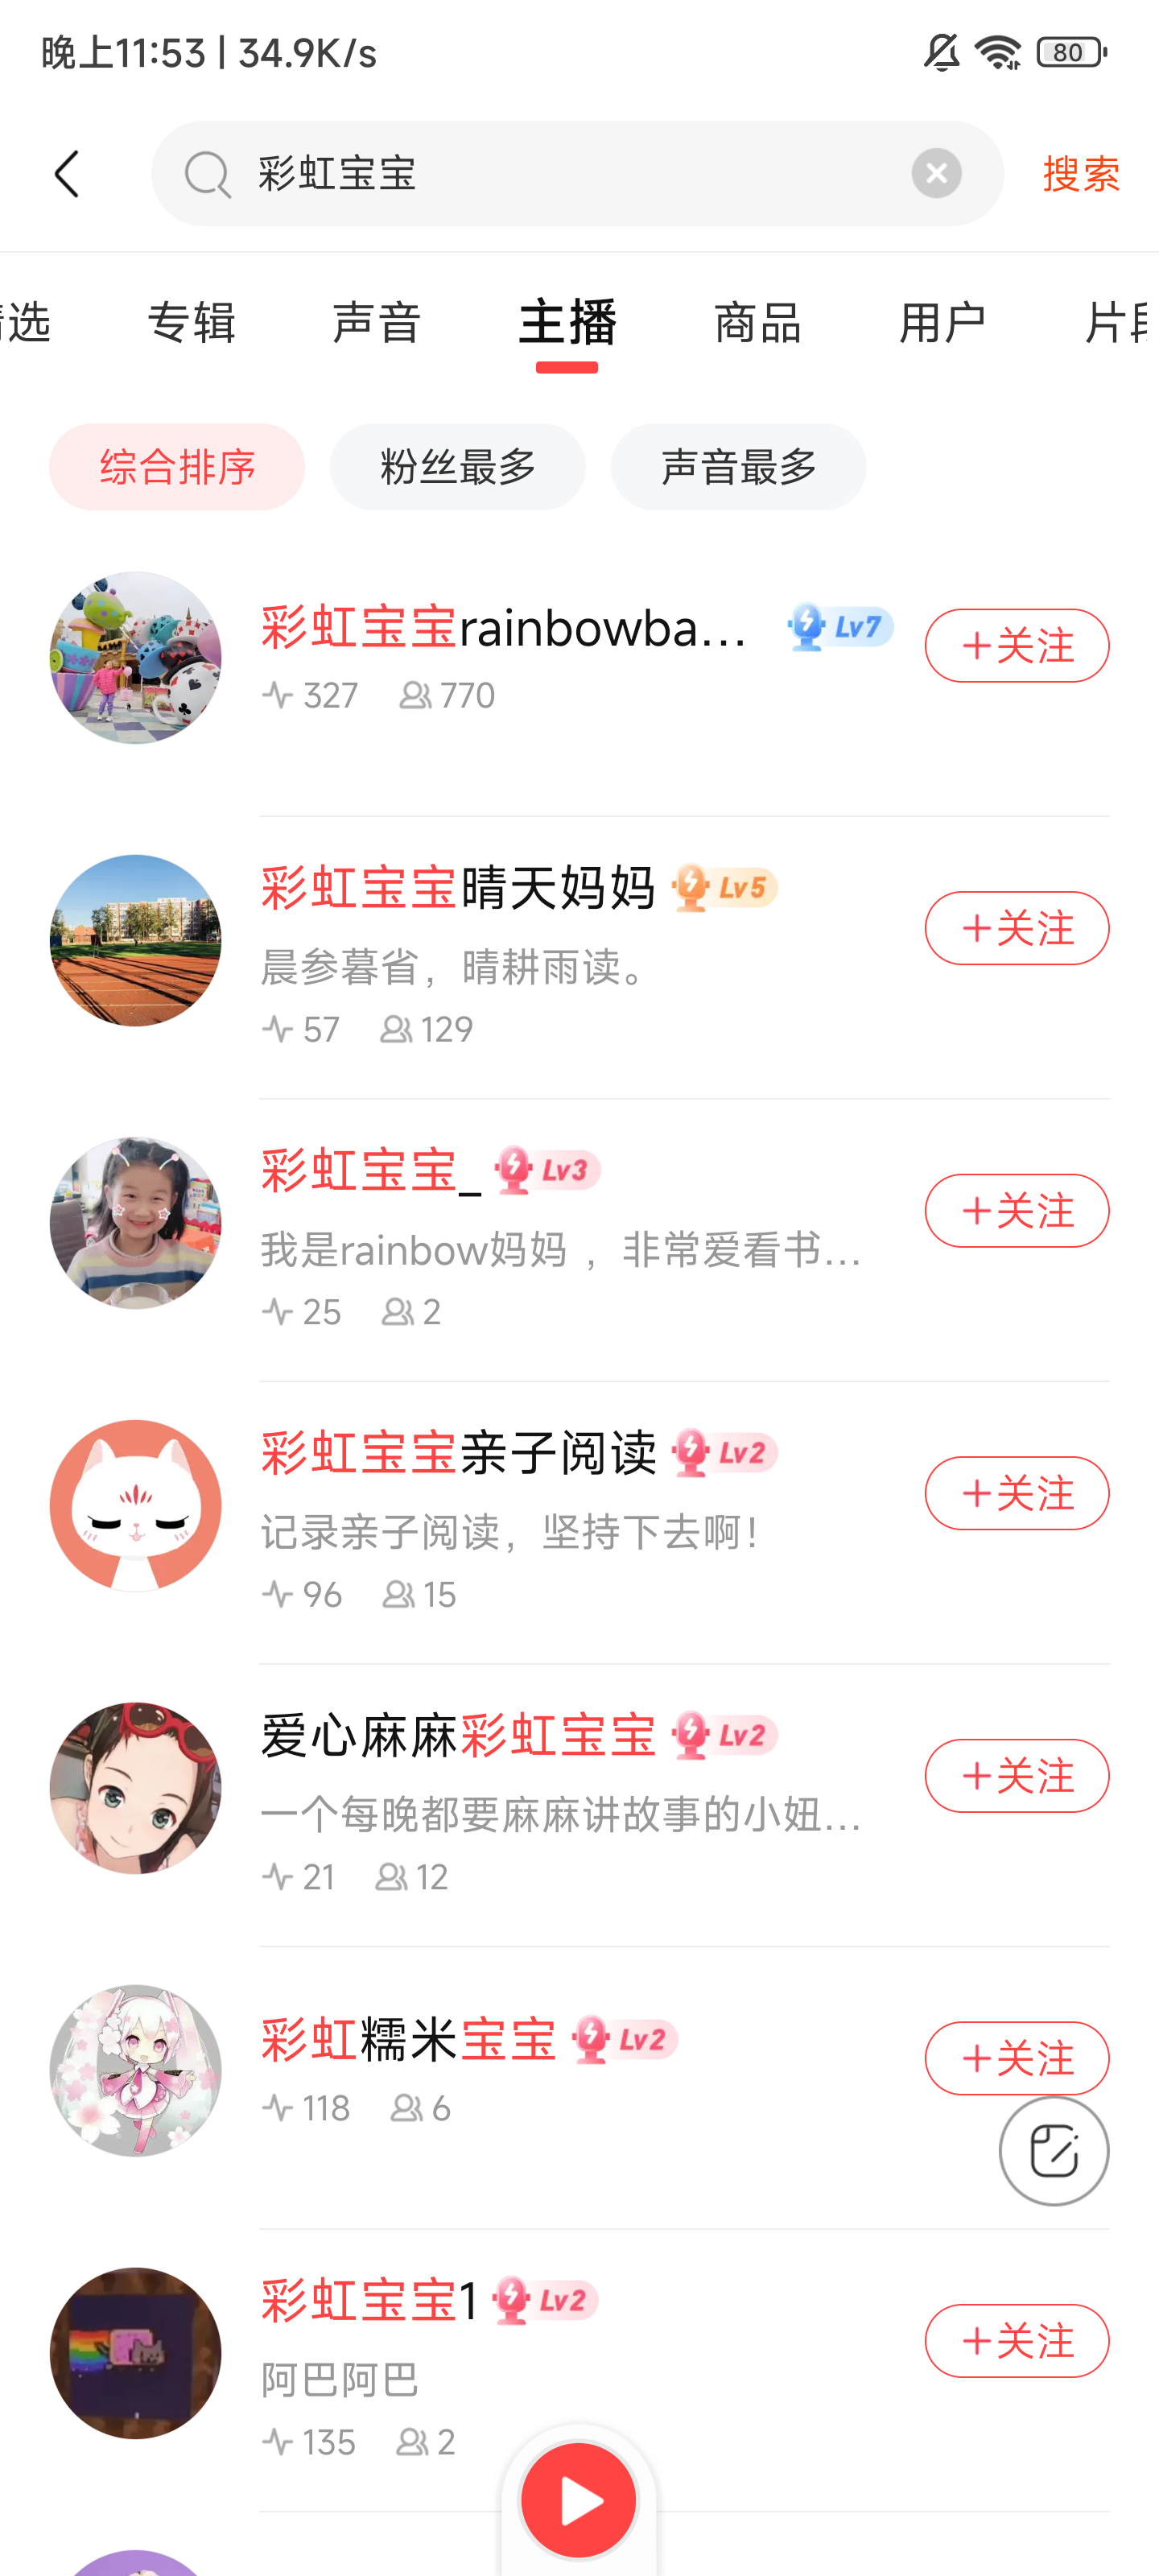 晚上11:53 | 34.9K/s
80
彩虹宝宝
搜索
选 专辑 声音 主播 商品 用户 片
综合排序 粉丝最多 声音最多
彩虹宝宝rainbowba... Lv7
+关注
327 770
彩虹宝宝晴天妈妈 Lv5
+关注
晨参暮省，晴耕雨读。
57 129
彩虹宝宝_ Lv3
+关注
我是rainbow妈妈 ，非常爱看书...
25 2
彩虹宝宝亲子阅读 Lv2
+关注
记录亲子阅读，坚持下去啊！
96 15
爱心麻麻彩虹宝宝 Lv2
+关注
一个每晚都要麻麻讲故事的小妞...
21 12
彩虹糯米宝宝 Lv2
+关注
118 6
彩虹宝宝1 Lv2
+关注
阿巴阿巴
135 2